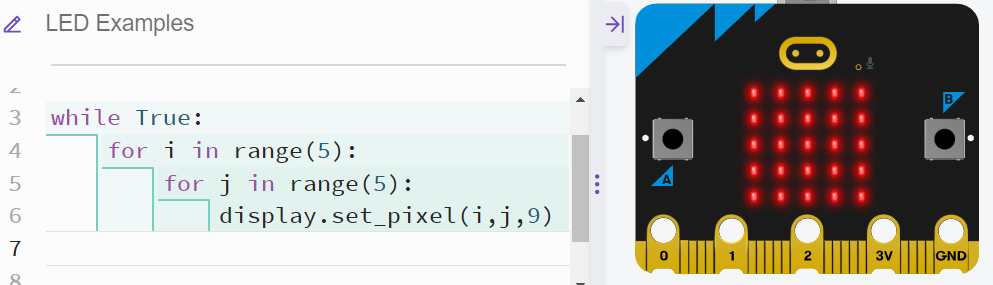 LED Examples
2
3 while True:
4 for i in range(5):
5 for j in range(5):
6 display.set_pixel(i,j,9)
7
8
B
A
0 1 2 3V GND